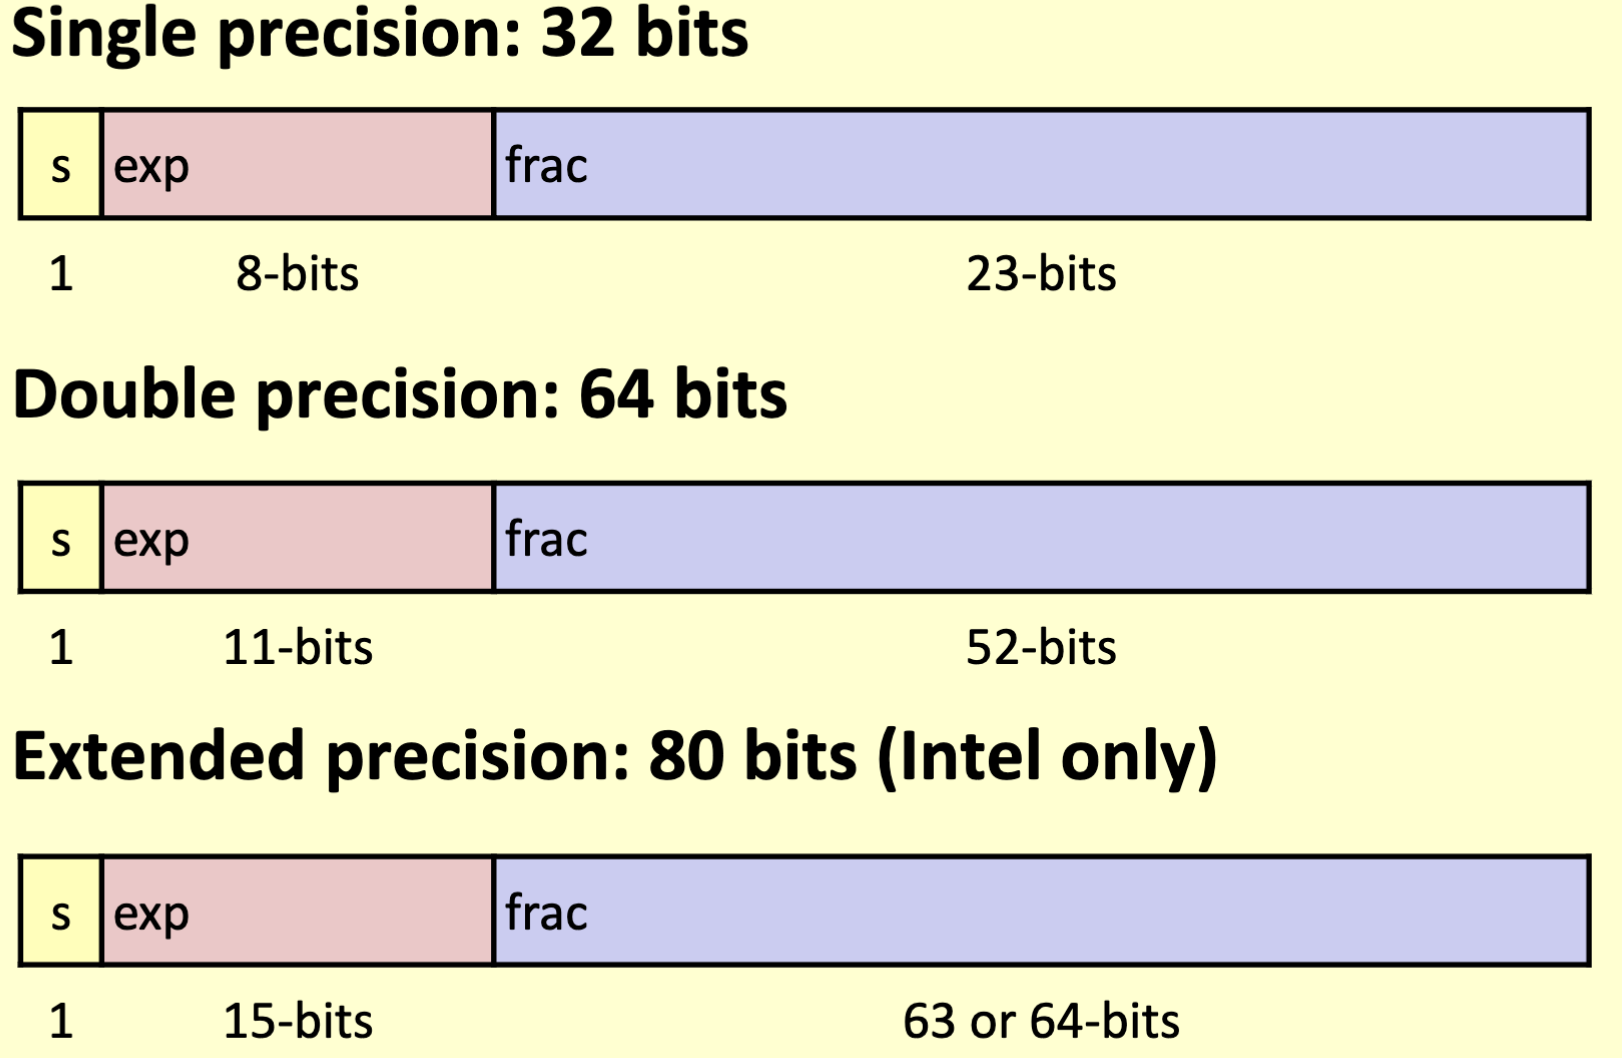 Single precision: 32 bits
s exp frac
1 8-bits 23-bits
Double precision: 64 bits
s exp frac
1 11-bits 52-bits
Extended precision: 80 bits (Intel only)
s exp frac
1 15-bits 63 or 64-bits